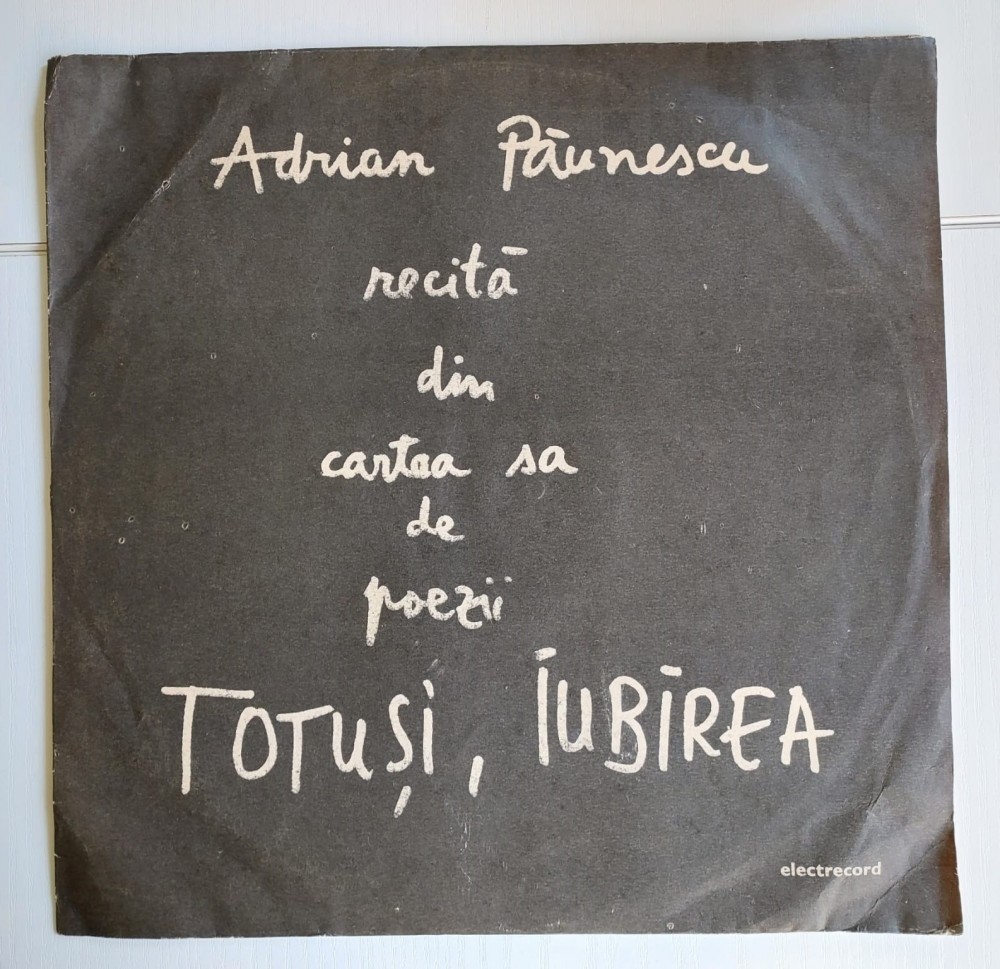 Adrian Păunescu
recită
din
cartea sa
de
poezii
TOTUȘI, IUBIREA
electrecord